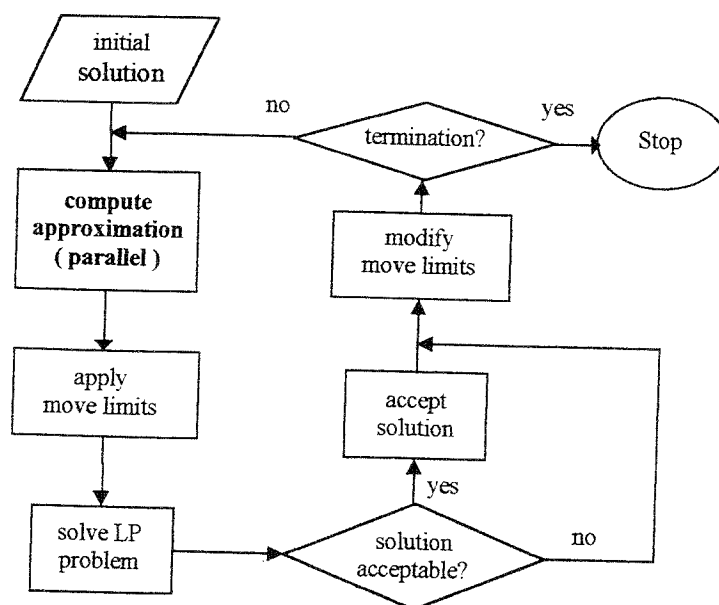 initial
solution
no
termination?
yes
Stop
compute
approximation
( parallel )
modify
move limits
apply
move limits
accept
solution
yes
solve LP
problem
solution
acceptable?
no